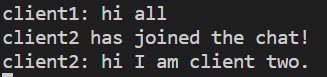 client1: hi all
client2 has joined the chat!
client2: hi I am client two.